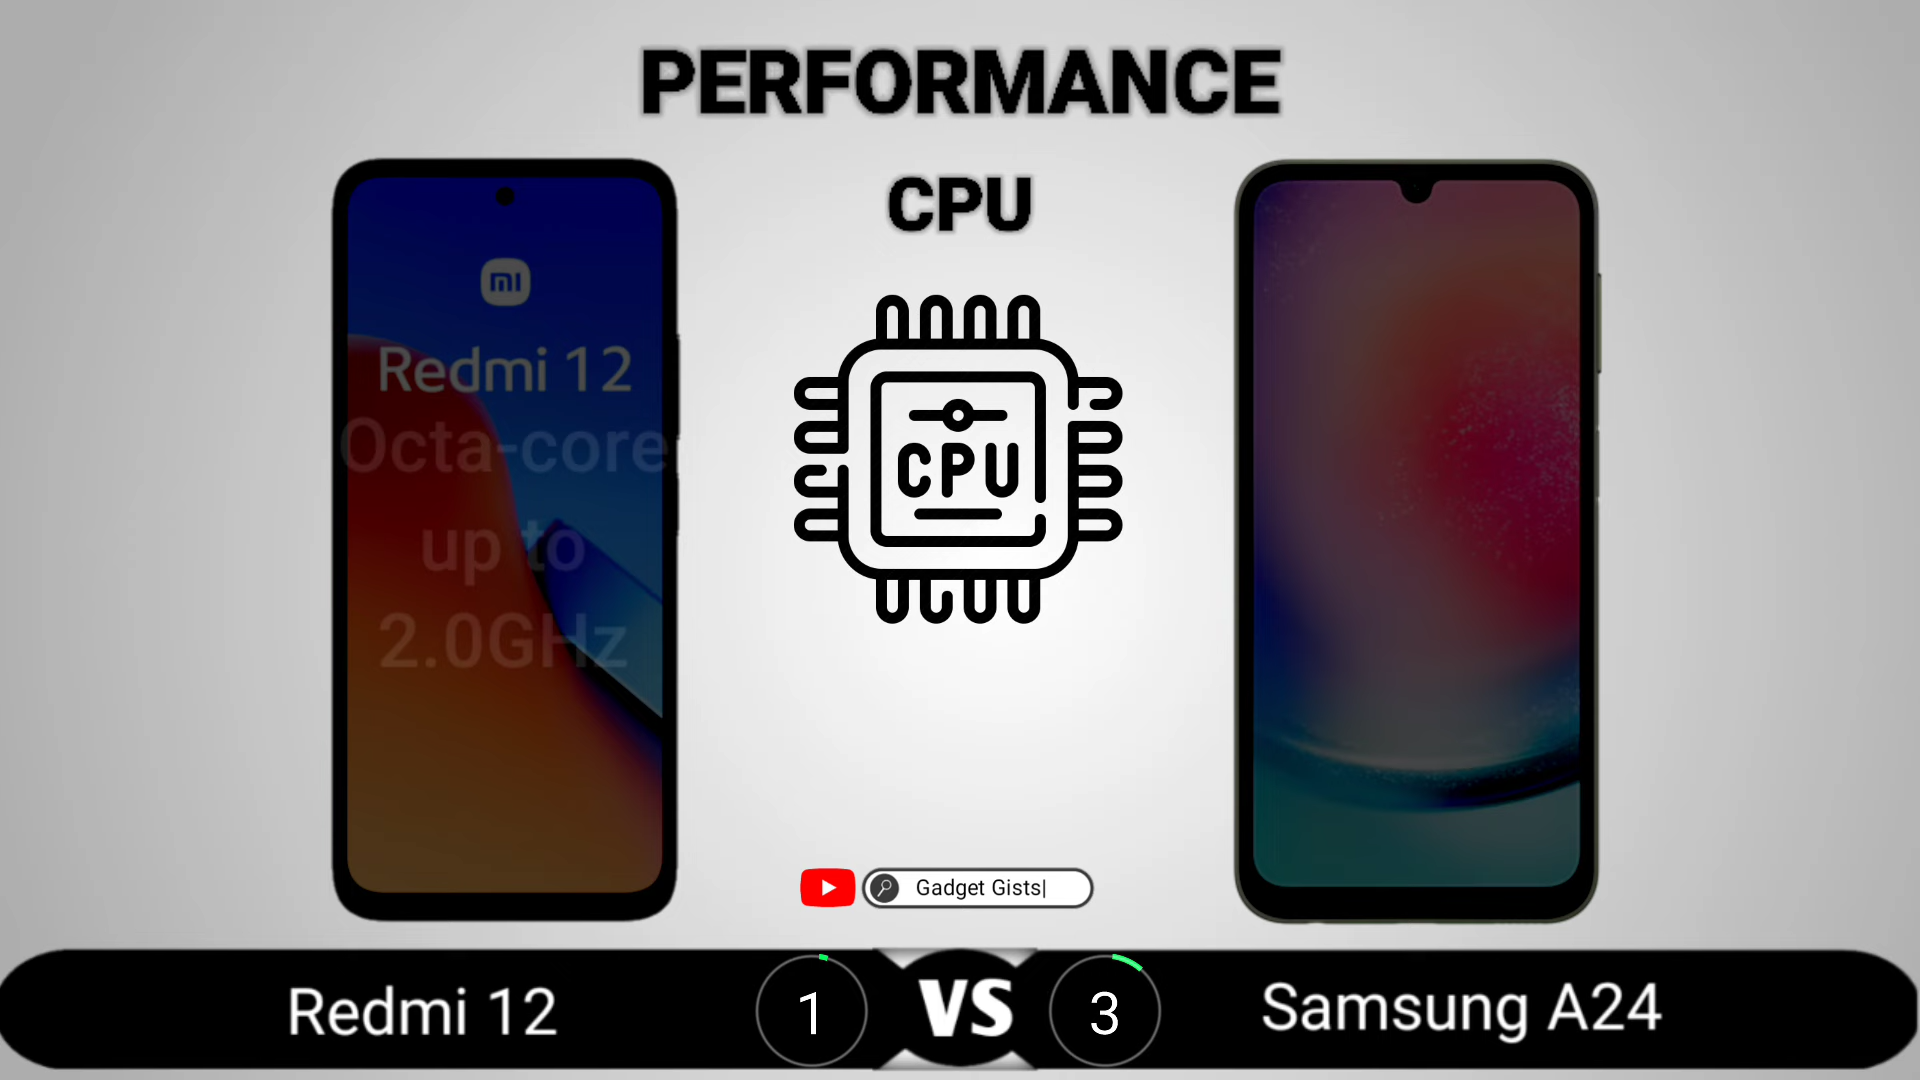 PERFORMANCE
CPU
mi
Redmi 12
Octa-core
up to
2.0GHz
CPU
Gadget Gists|
Redmi 12
1
VS
3
Samsung A24